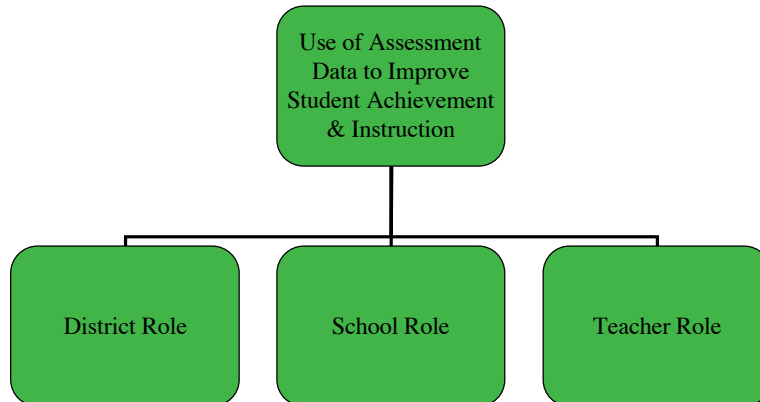 Use of Assessment
Data to Improve
Student Achievement
& Instruction
District Role
School Role
Teacher Role